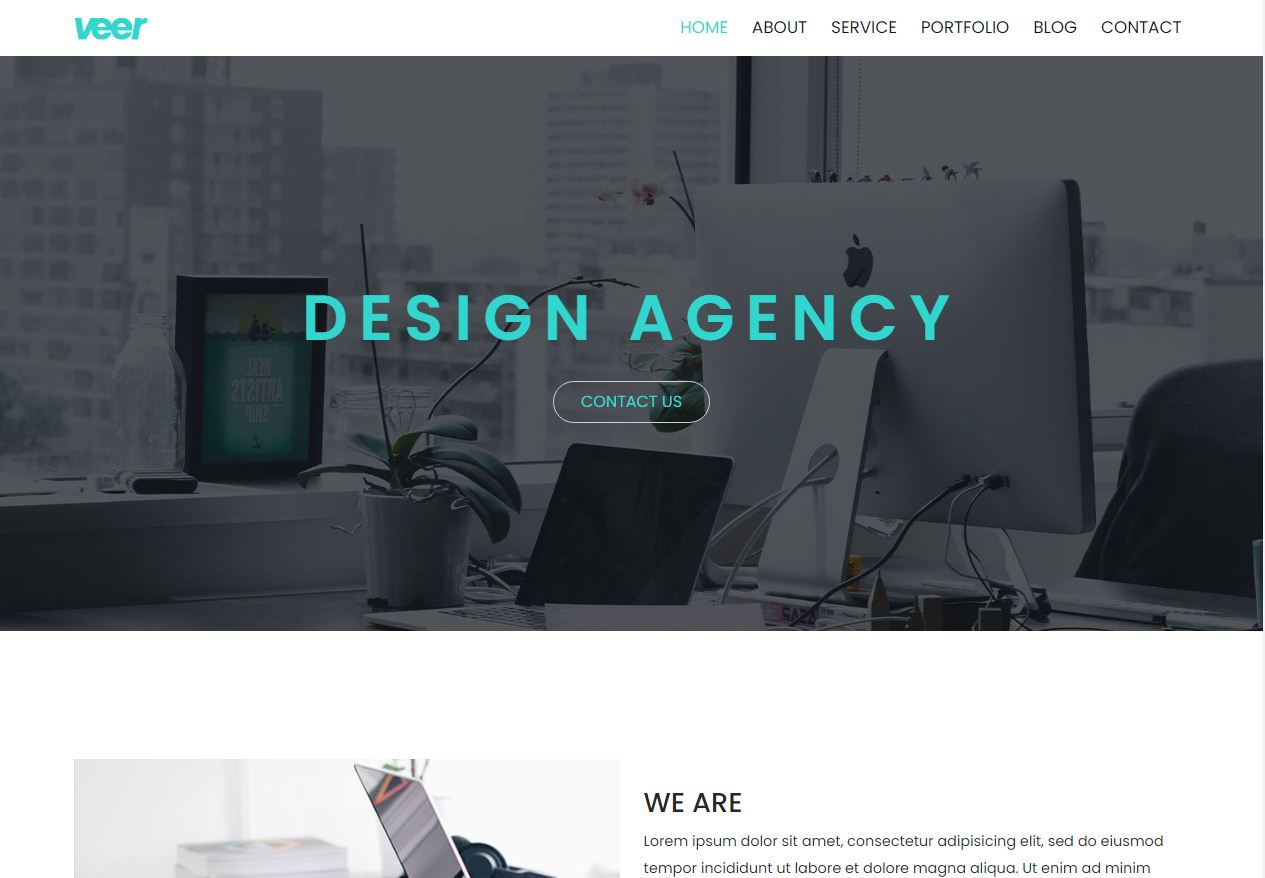 veer
HOME ABOUT SERVICE PORTFOLIO BLOG CONTACT
DESIGN AGENCY
REAL
ARTISTS
SHIP
CONTACT US
WE ARE
Lorem ipsum dolor sit amet, consectetur adipisicing elit, sed do eiusmod
tempor incididunt ut labore et dolore magna aliqua. Ut enim ad minim